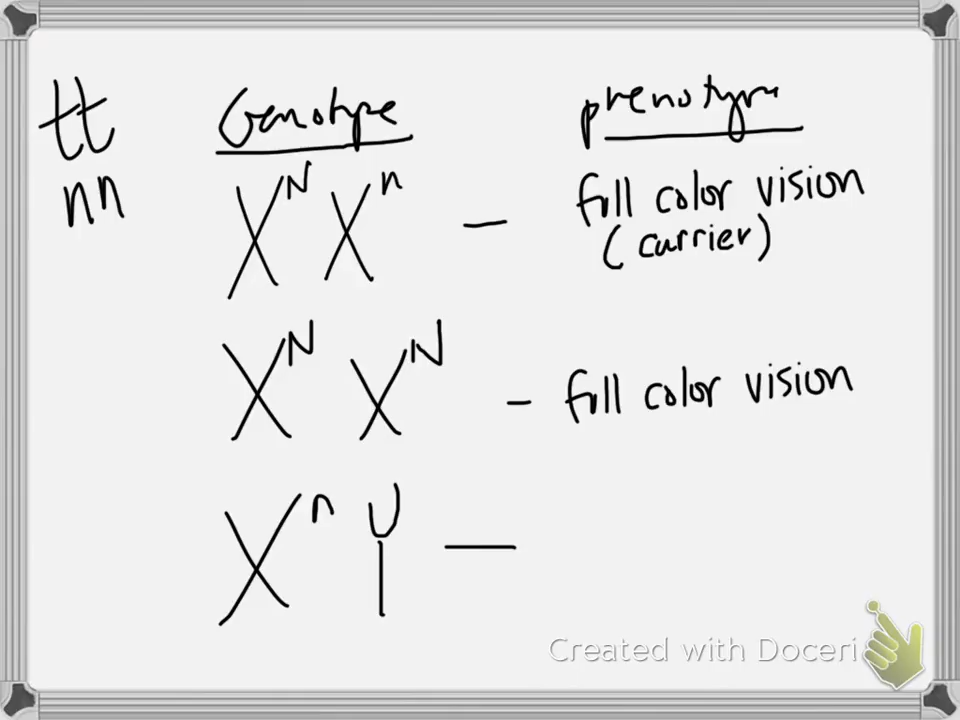 tt
nn
Genotype
phenotype
X^N X^n — full color vision
(carrier)
X^N X^N - full color vision
X^n Y —
Created with Doceri